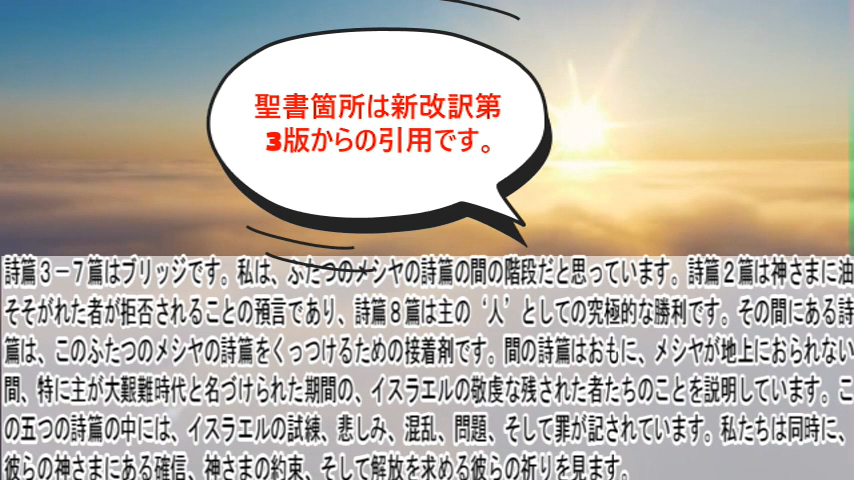 聖書箇所は新改訳第
3版からの引用です。
詩篇３－７篇はブリッジです。私は、ふたつのメシヤの詩篇の間の階段だと思っています。詩篇２篇は神さまに油
そそがれた者が拒否されることの預言であり、詩篇８篇は主の‘人’としての究極的な勝利です。その間にある詩
篇は、このふたつのメシヤの詩篇をくっつけるための接着剤です。間の詩篇はおもに、メシヤが地上におられない
間、特に主が大艱難時代と名づけられた期間の、イスラエルの敬虔な残された者たちのことを説明しています。こ
の五つの詩篇の中には、イスラエルの試練、悲しみ、混乱、問題、そして罪が記されています。私たちは同時に、
彼らの神さまにある確信、神さまの約束、そして解放を求める彼らの祈りを見ます。